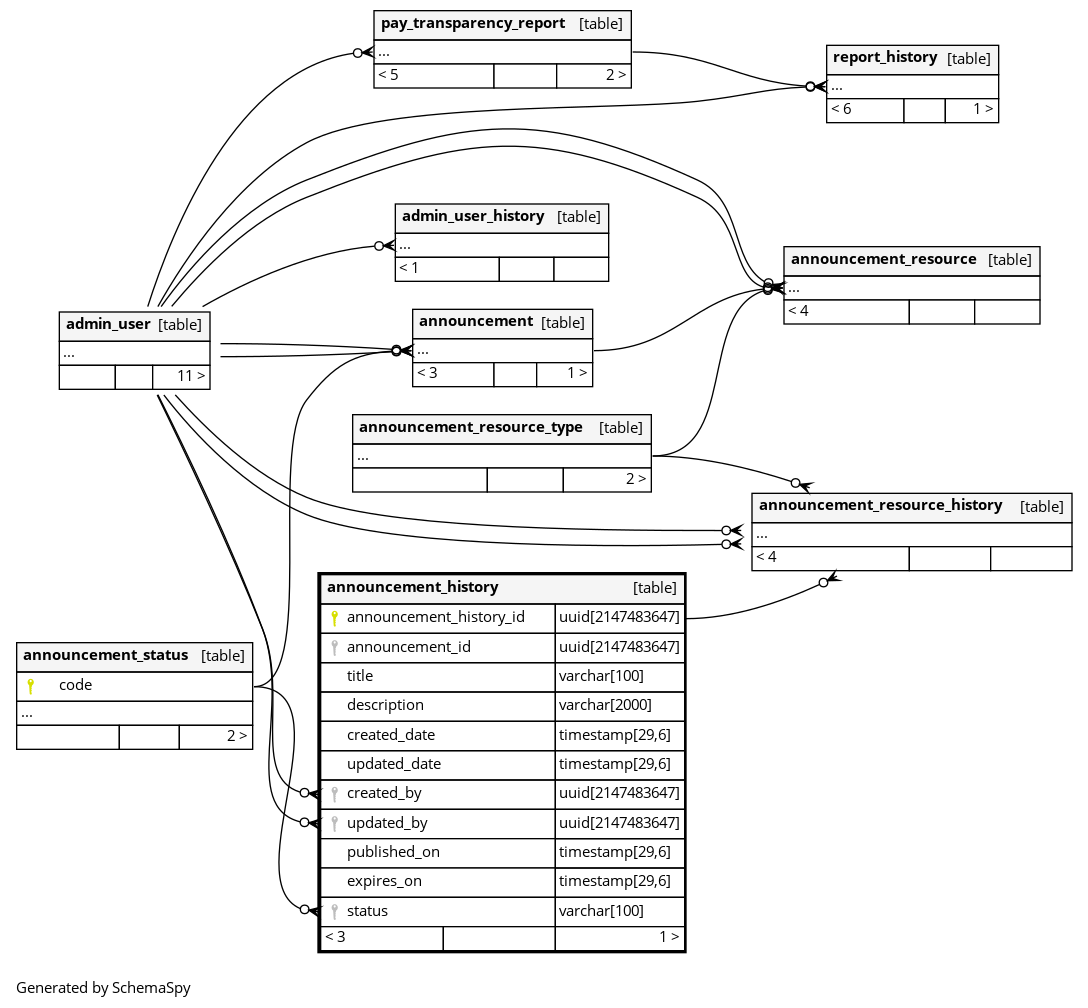 pay_transparency_report [table]
...
< 5 2 >
report_history [table]
...
< 6 1 >
admin_user_history [table]
...
< 1
announcement_resource [table]
...
< 4
admin_user [table]
...
11 >
announcement [table]
...
< 3 1 >
announcement_resource_type [table]
...
2 >
announcement_resource_history [table]
...
< 4
announcement_history [table]
announcement_history_id uuid[2147483647]
announcement_id uuid[2147483647]
title varchar[100]
description varchar[2000]
created_date timestamp[29,6]
updated_date timestamp[29,6]
created_by uuid[2147483647]
updated_by uuid[2147483647]
published_on timestamp[29,6]
expires_on timestamp[29,6]
status varchar[100]
< 3 1 >
announcement_status [table]
code
...
2 >
Generated by SchemaSpy